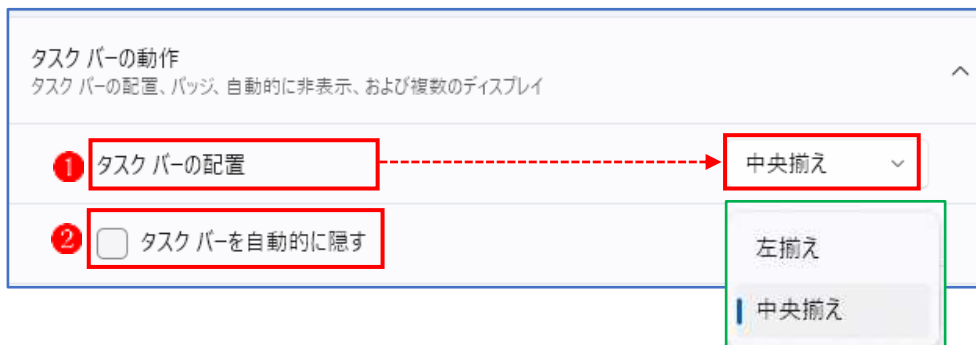 タスク バーの動作
タスク バーの配置、バッジ、自動的に非表示、および複数のディスプレイ
1 タスク バーの配置 中央揃え
2 タスク バーを自動的に隠す
左揃え
中央揃え